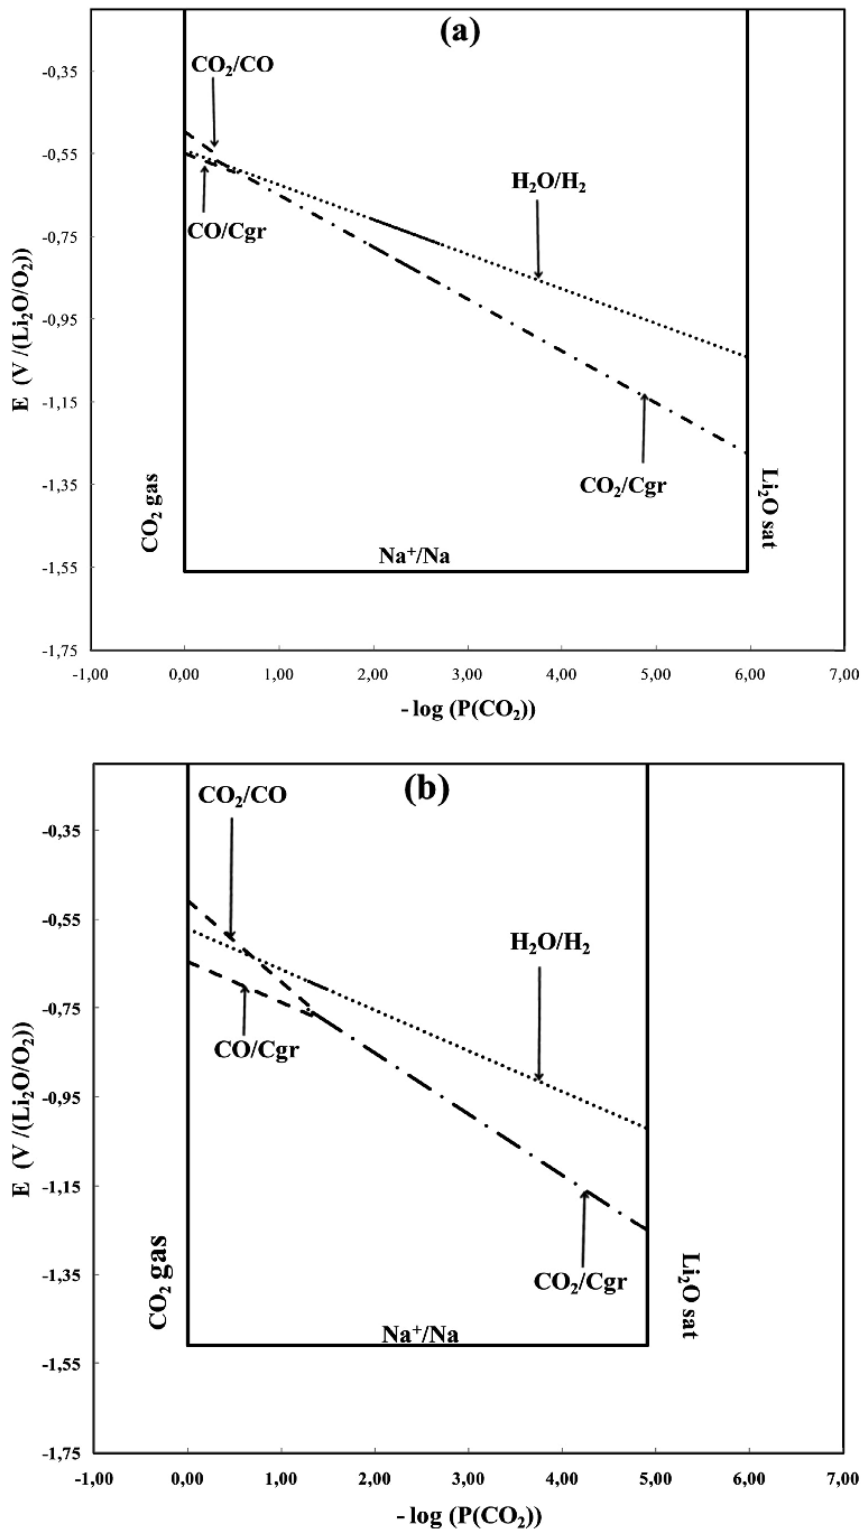 (a)
CO₂/CO
-0,35
-0,55
H₂O/H₂
CO/Cgr
-0,75
E (V /(Li₂O/O₂))
-0,95
-1,15
CO₂/Cgr
-1,35
CO₂ gas
Li₂O sat
Na⁺/Na
-1,55
-1,75
-1,00 0,00 1,00 2,00 3,00 4,00 5,00 6,00 7,00
- log (P(CO₂))
(b)
CO₂/CO
-0,35
-0,55
H₂O/H₂
-0,75
CO/Cgr
E (V /(Li₂O/O₂))
-0,95
-1,15
CO₂/Cgr
CO₂ gas
Li₂O sat
-1,35
Na⁺/Na
-1,55
-1,75
-1,00 0,00 1,00 2,00 3,00 4,00 5,00 6,00 7,00
- log (P(CO₂))